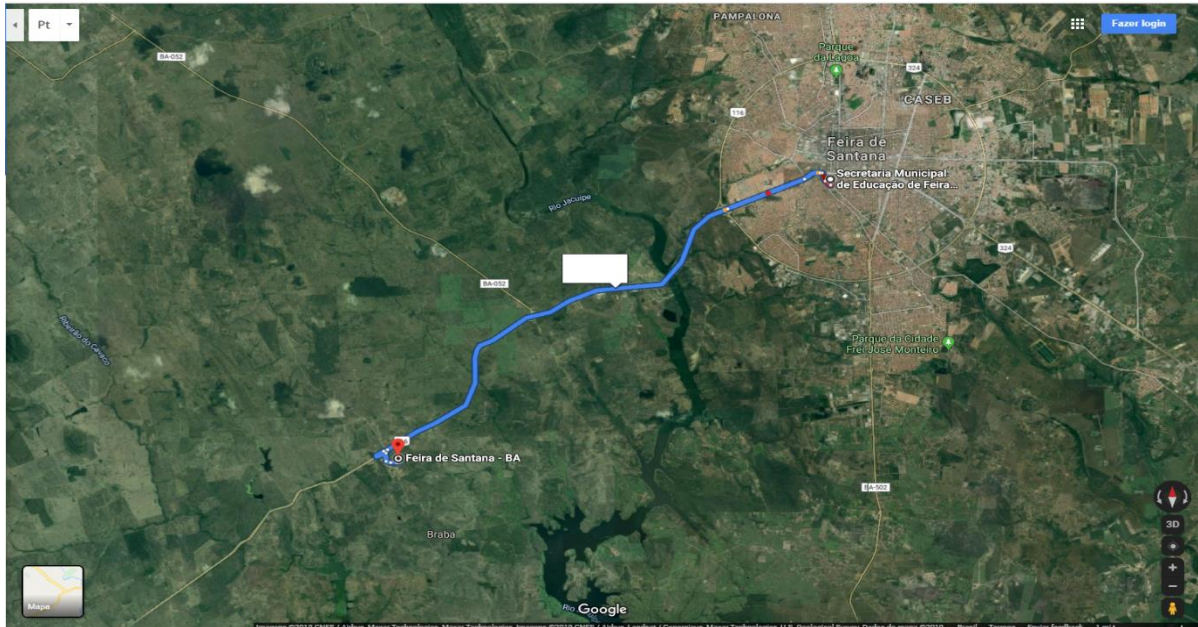 Pt
PAMPALONA
Fazer login
BA-052
Parque
da Lagoa
324
CASEB
116
Feira de
Santana
Secretaria Municipal
de Educação de Feira...
Rio Jacuípe
324
BA-052
Ribeirão do Cavaco
Parque da Cidade
Frei José Monteiro
Feira de Santana - BA
BA-502
Braba
3D
Mapa
Rio
Google